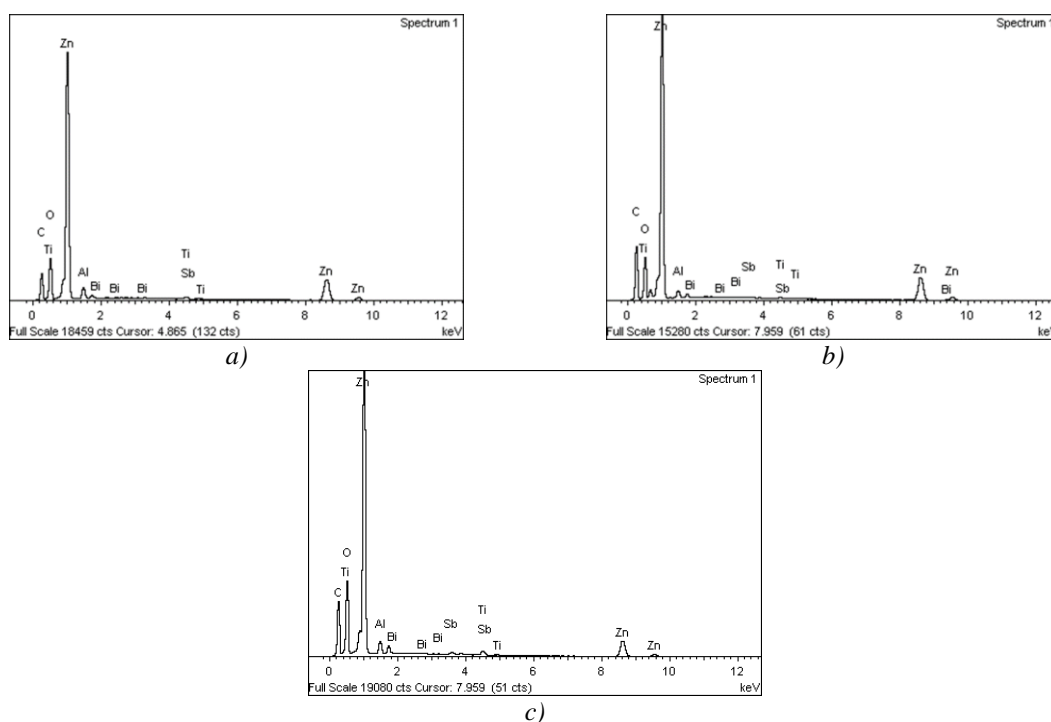 Spectrum 1
Zn
O
C
Ti
Ti
Al
Sb
Zn
Bi
Bi
Bi
Ti
Zn
0 2 4 6 8 10 12
Full Scale 18459 cts Cursor: 4.865 (132 cts) keV
a)
Spectrum 1
Zn
C
O
Ti
Sb
Ti
Al
Bi
Ti
Zn
Zn
Bi
Bi
Sb
Bi
0 2 4 6 8 10 12
Full Scale 15280 cts Cursor: 7.959 (61 cts) keV
b)
Spectrum 1
Zn
O
Ti
C
Ti
Al
Sb
Sb
Bi
Bi
Bi
Ti
Zn
Zn
0 2 4 6 8 10 12
Full Scale 19080 cts Cursor: 7.959 (51 cts) keV
c)